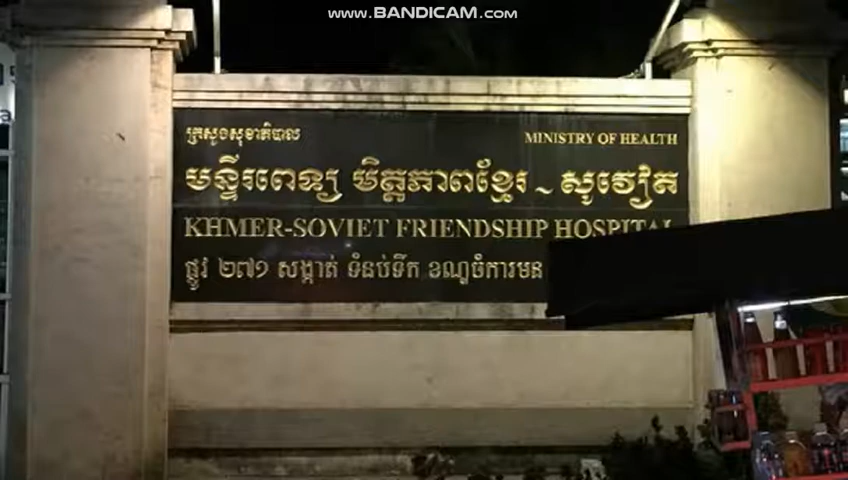 www.BANDICAM.com
ក្រសួងសុខាភិបាល
MINISTRY OF HEALTH
មន្ទីរពេទ្យ មិត្តភាពខ្មែរ ~ សូវៀត
KHMER-SOVIET FRIENDSHIP HOSPITAL
ផ្លូវ ២៧១ សង្កាត់ ទំនប់ទឹក ខណ្ឌចំការមន